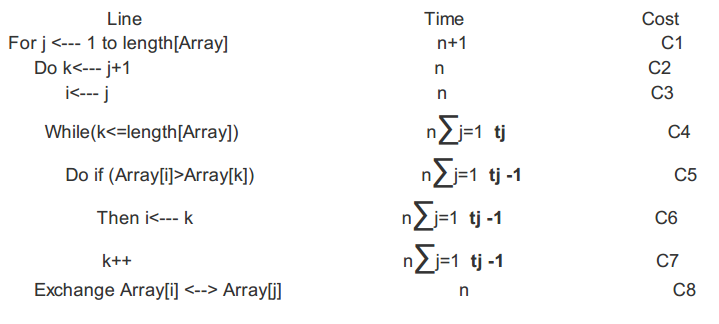 Line Time Cost
For j <--- 1 to length[Array] n+1 C1
Do k<--- j+1 n C2
i<--- j n C3
While(k<=length[Array]) n∑j=1 tj C4
Do if (Array[i]>Array[k]) n∑j=1 tj -1 C5
Then i<--- k n∑j=1 tj -1 C6
k++ n∑j=1 tj -1 C7
Exchange Array[i] <--> Array[j] n C8